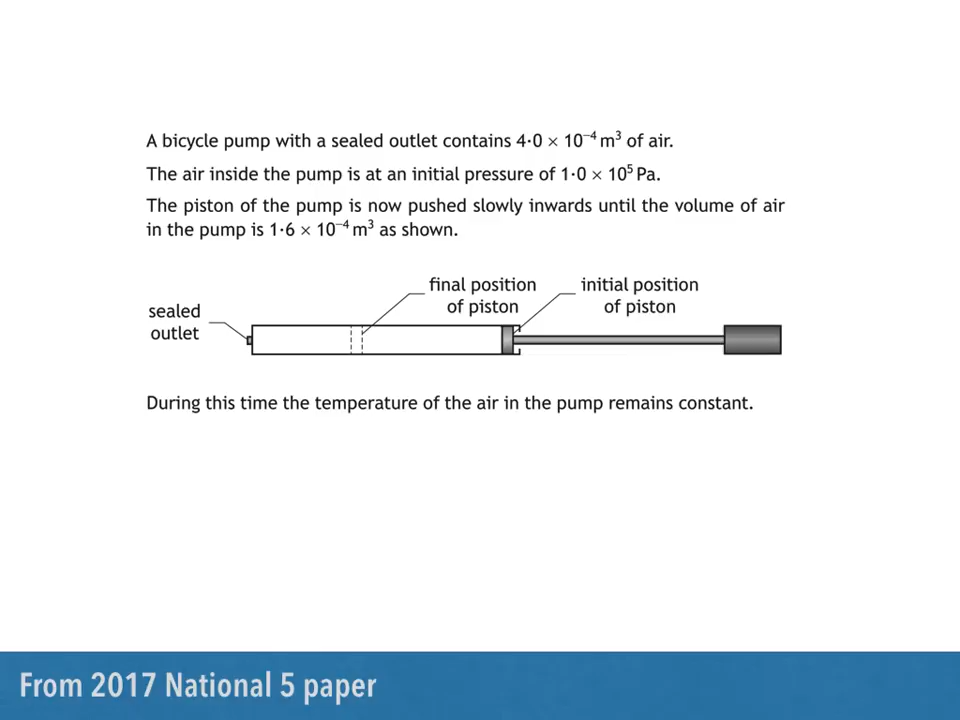 A bicycle pump with a sealed outlet contains 4·0 × 10⁻⁴ m³ of air.
The air inside the pump is at an initial pressure of 1·0 × 10⁵ Pa.
The piston of the pump is now pushed slowly inwards until the volume of air
in the pump is 1·6 × 10⁻⁴ m³ as shown.
final position
of piston
initial position
of piston
sealed
outlet
During this time the temperature of the air in the pump remains constant.
From 2017 National 5 paper